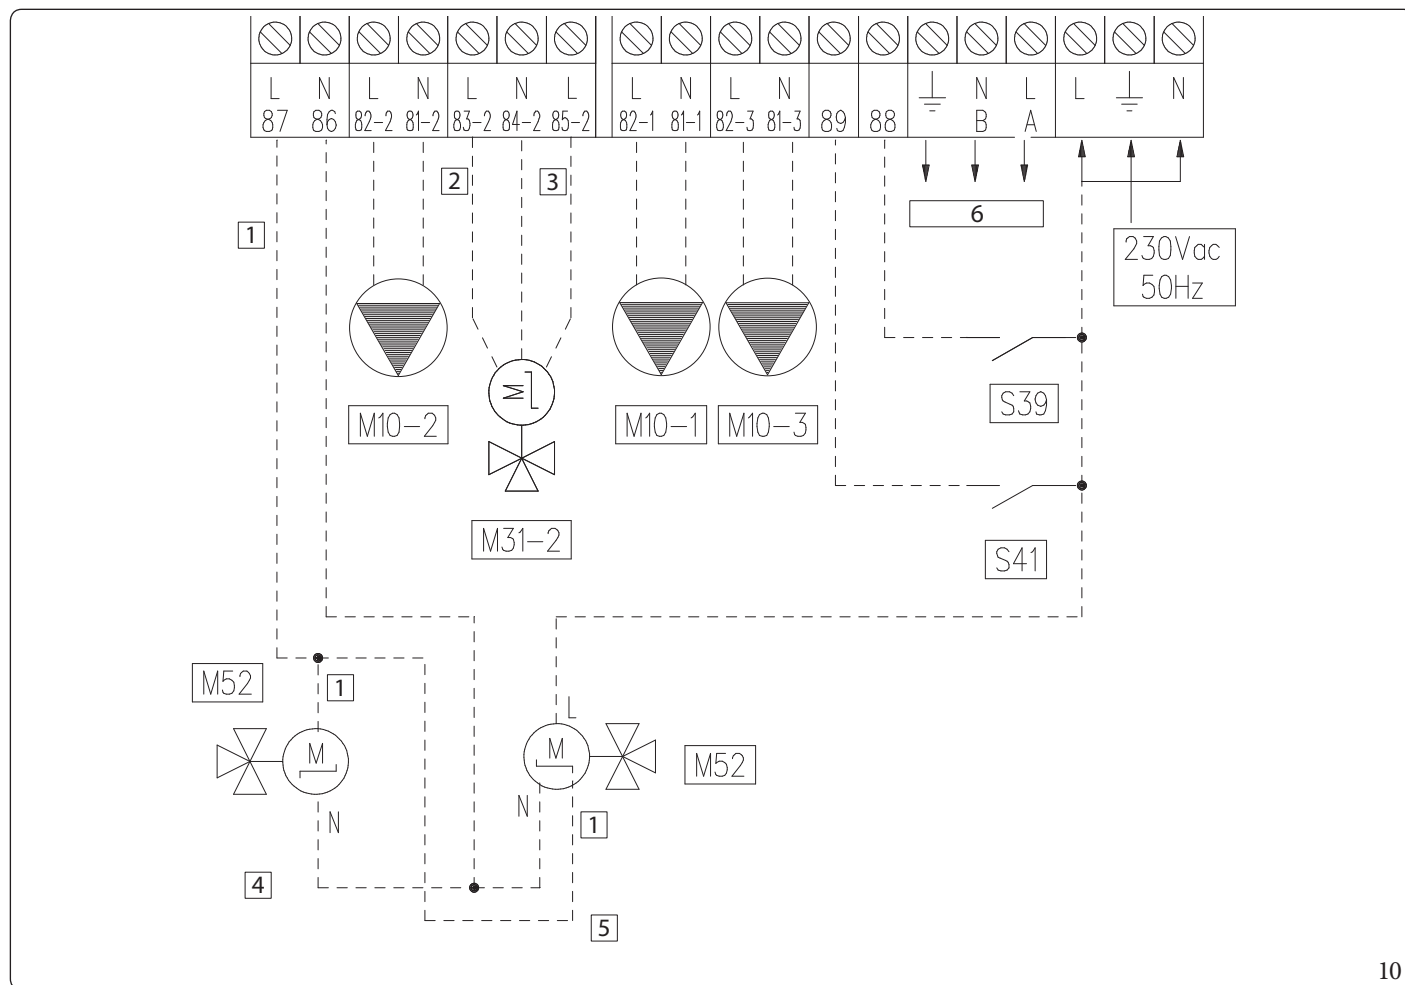 L N L N L N L L N L N N L L N
87 86 82-2 81-2 83-2 84-2 85-2 82-1 81-1 82-3 81-3 89 88 B A
2 3
1
6
230Vac
50Hz
S39
M10-2 M10-1 M10-3
M31-2
S41
M52
1
L
M
M
M
M52
N
N
1
4
5
10